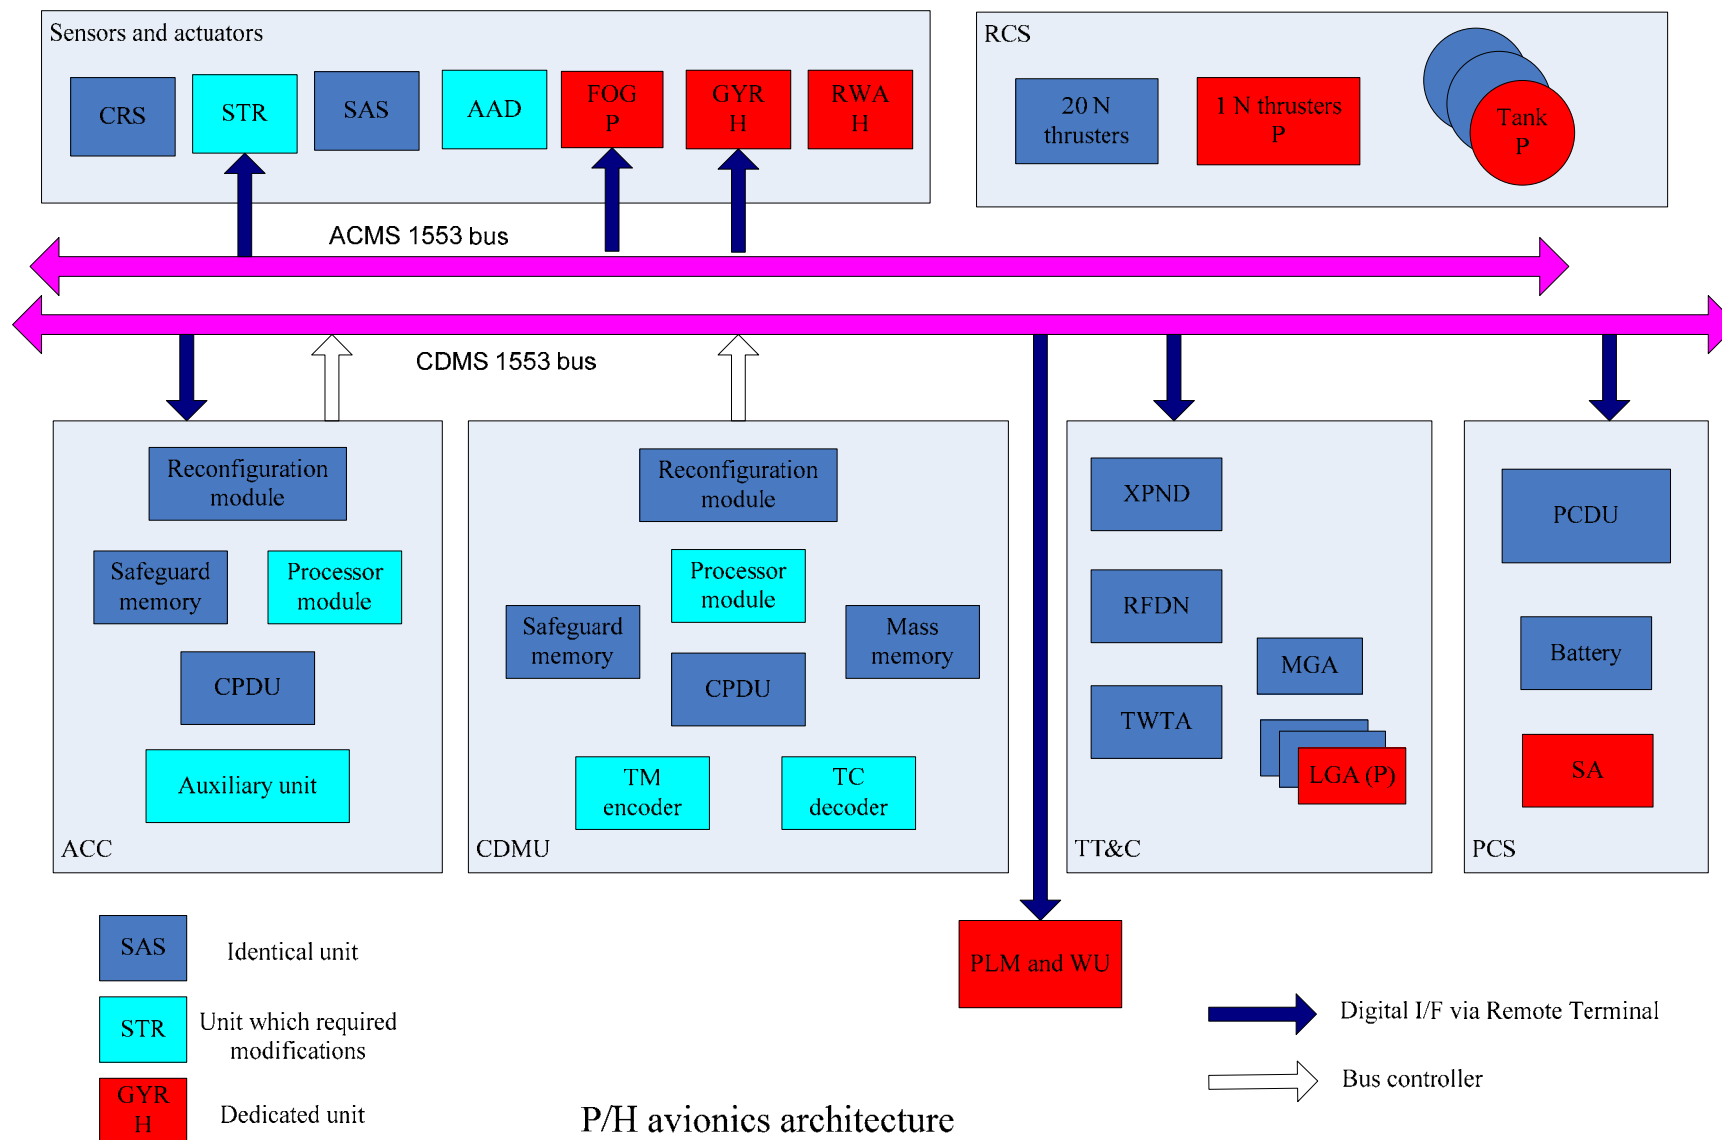 Sensors and actuators
CRS
STR
SAS
AAD
FOG
P
GYR
H
RWA
H
RCS
20 N
thrusters
1 N thrusters
P
Tank
P
ACMS 1553 bus
CDMS 1553 bus
Reconfiguration
module
Safeguard
memory
Processor
module
CPDU
Auxiliary unit
ACC
Reconfiguration
module
Processor
module
Safeguard
memory
Mass
memory
CPDU
TM
encoder
TC
decoder
CDMU
XPND
RFDN
MGA
TWTA
LGA (P)
TT&C
PCDU
Battery
SA
PCS
PLM and WU
SAS
Identical unit
STR
Unit which required
modifications
GYR
H
Dedicated unit
Digital I/F via Remote Terminal
Bus controller
P/H avionics architecture